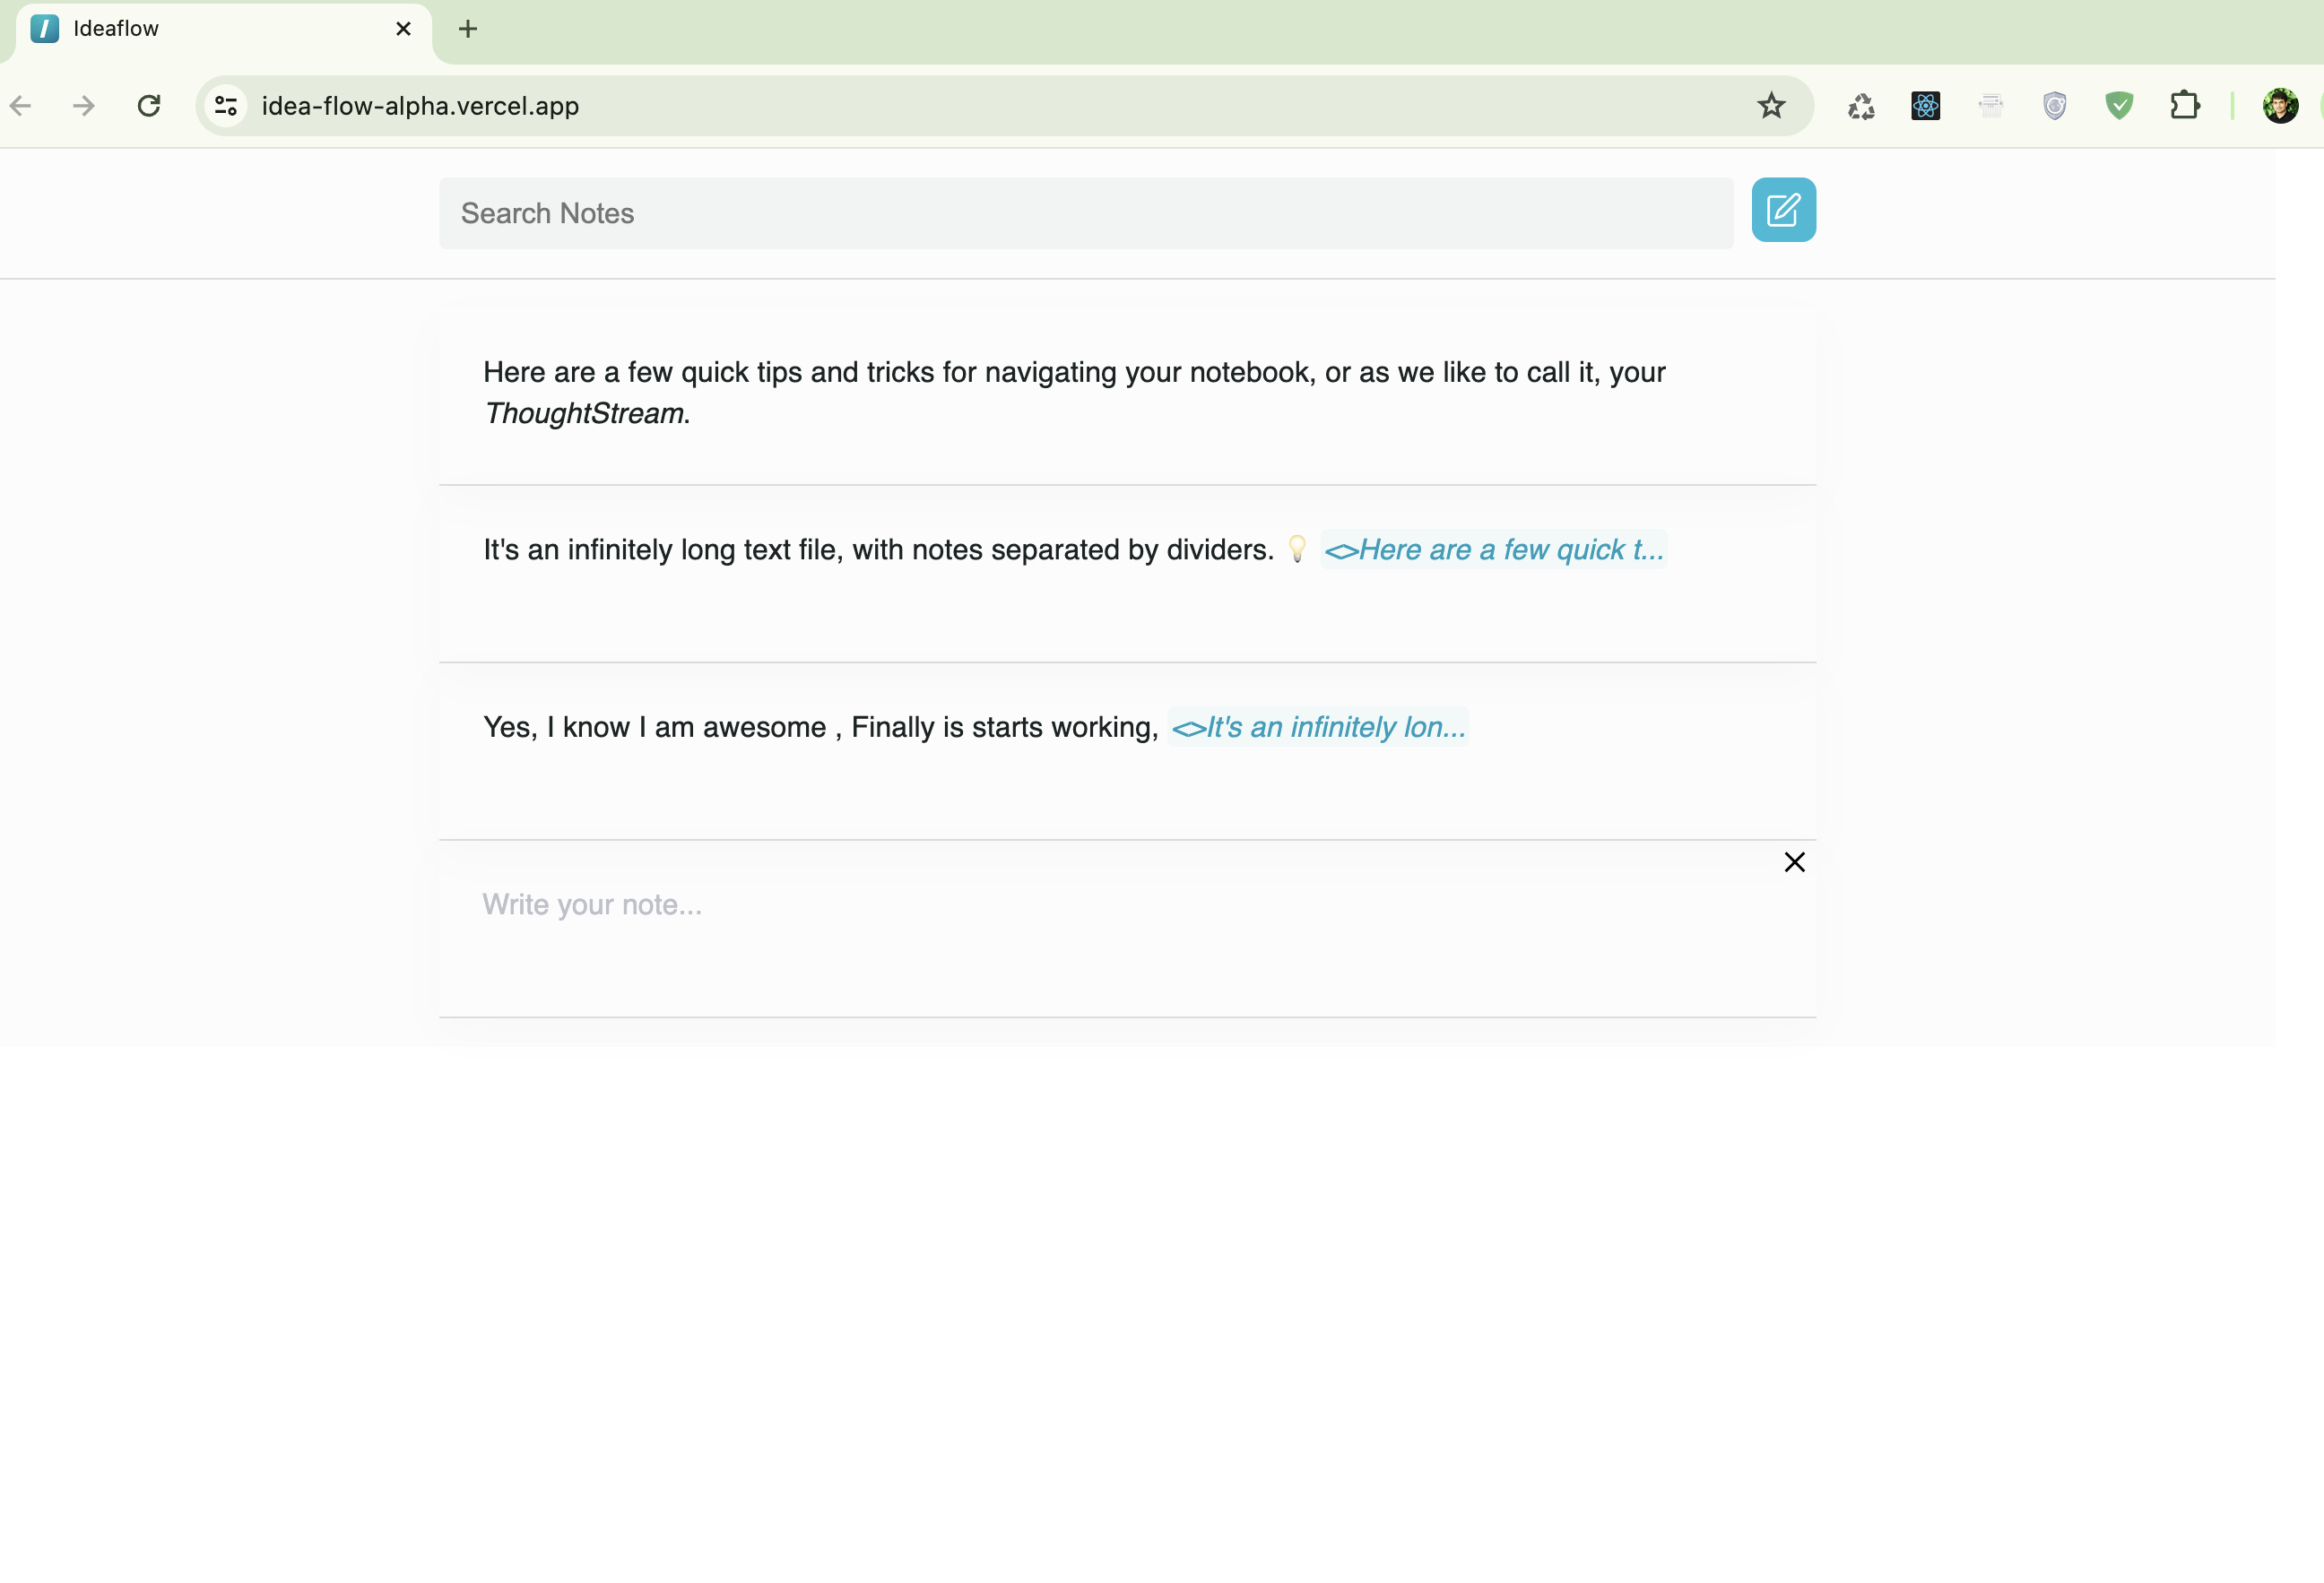 Ideaflow
idea-flow-alpha.vercel.app
Search Notes
Here are a few quick tips and tricks for navigating your notebook, or as we like to call it, your
ThoughtStream.
It's an infinitely long text file, with notes separated by dividers. 💡 <>Here are a few quick t...
Yes, I know I am awesome , Finally is starts working, <>It's an infinitely lon...
Write your note...